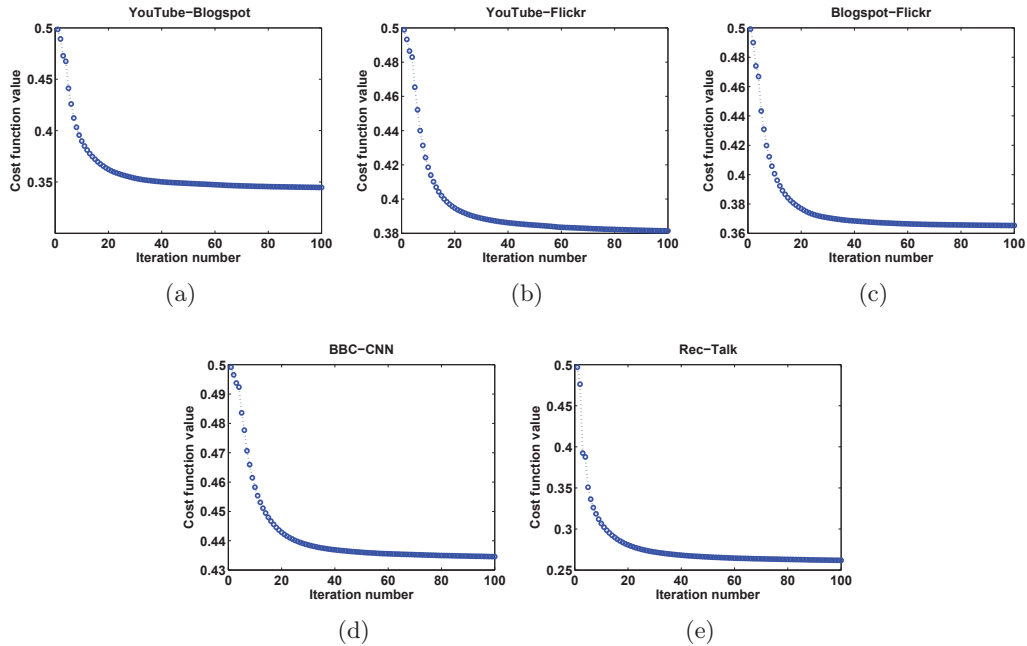 YouTube−Blogspot
0.5
0.45
0.4
0.35
Cost function value
0 20 40 60 80 100
Iteration number
(a)
YouTube−Flickr
0.5
0.48
0.46
0.44
0.42
0.4
0.38
Cost function value
0 20 40 60 80 100
Iteration number
(b)
Blogspot−Flickr
0.5
0.48
0.46
0.44
0.42
0.4
0.38
0.36
Cost function value
0 20 40 60 80 100
Iteration number
(c)
BBC−CNN
0.5
0.49
0.48
0.47
0.46
0.45
0.44
0.43
Cost function value
0 20 40 60 80 100
Iteration number
(d)
Rec−Talk
0.5
0.45
0.4
0.35
0.3
0.25
Cost function value
0 20 40 60 80 100
Iteration number
(e)